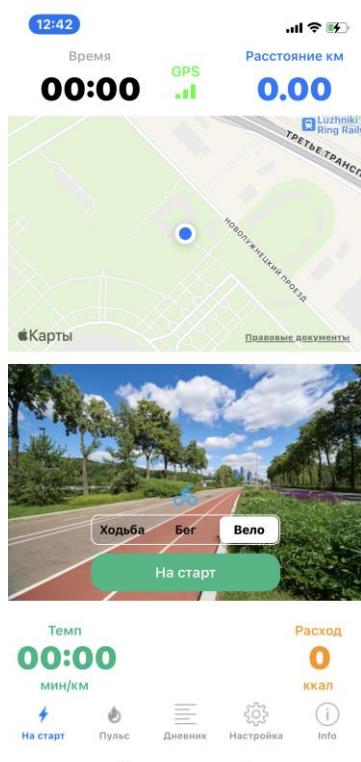 12:42
Время
GPS
Расстояние км
00:00
0.00
Luzhniki
Ring Rail
ТРЕТЬЕ ТРАНСП
НОВОЛУЖНЕЦКИЙ ПРОЕЗД
Карты
Правовые документы
Ходьба
Бег
Вело
На старт
Темп
Расход
00:00
0
мин/км
ккал
На старт
Пульс
Дневник
Настройка
Info